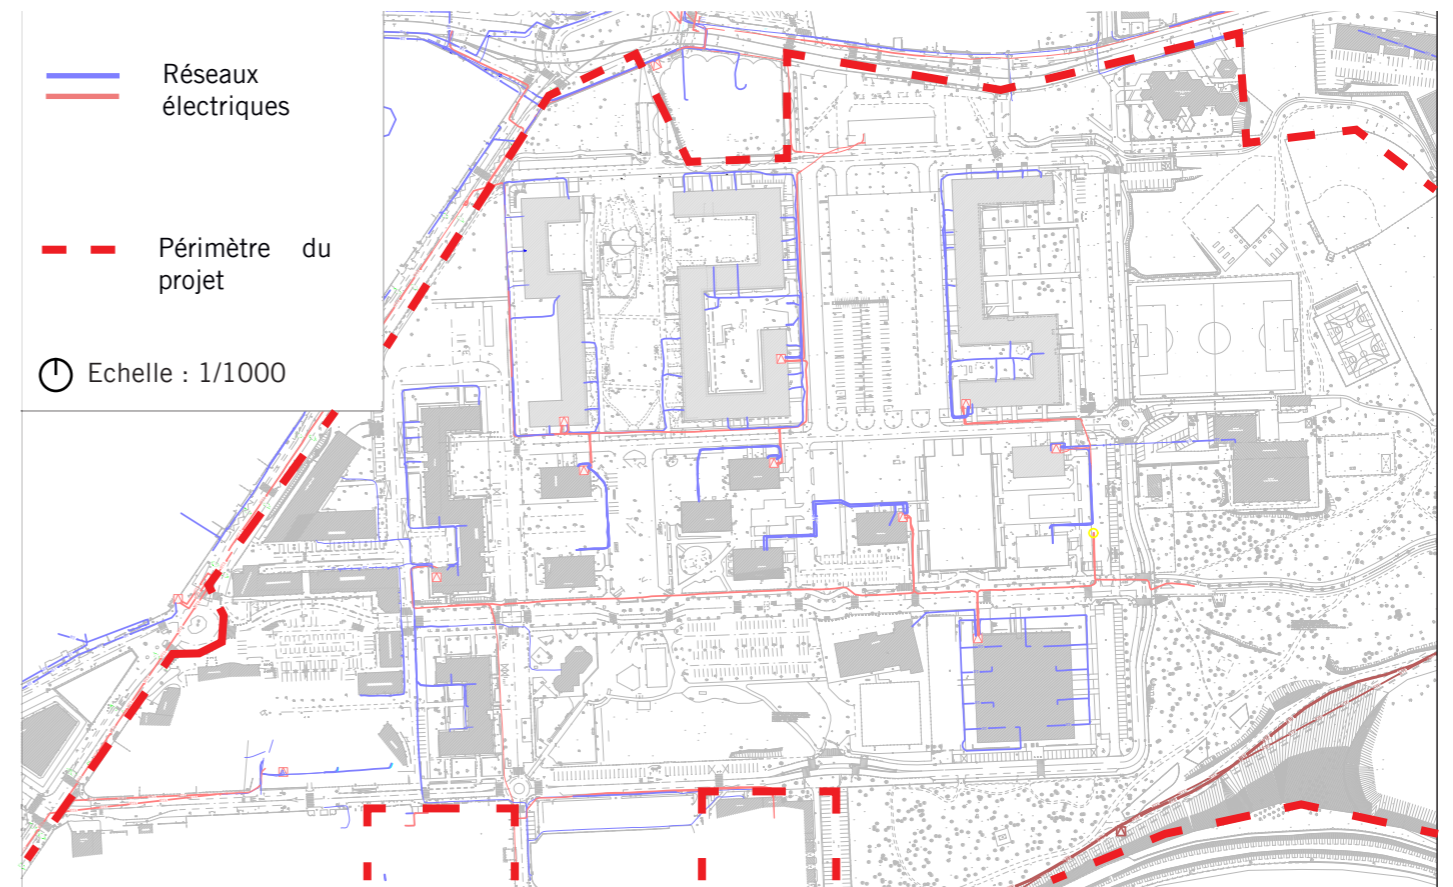 Réseaux
électriques
Périmètre du
projet
Echelle : 1/1000